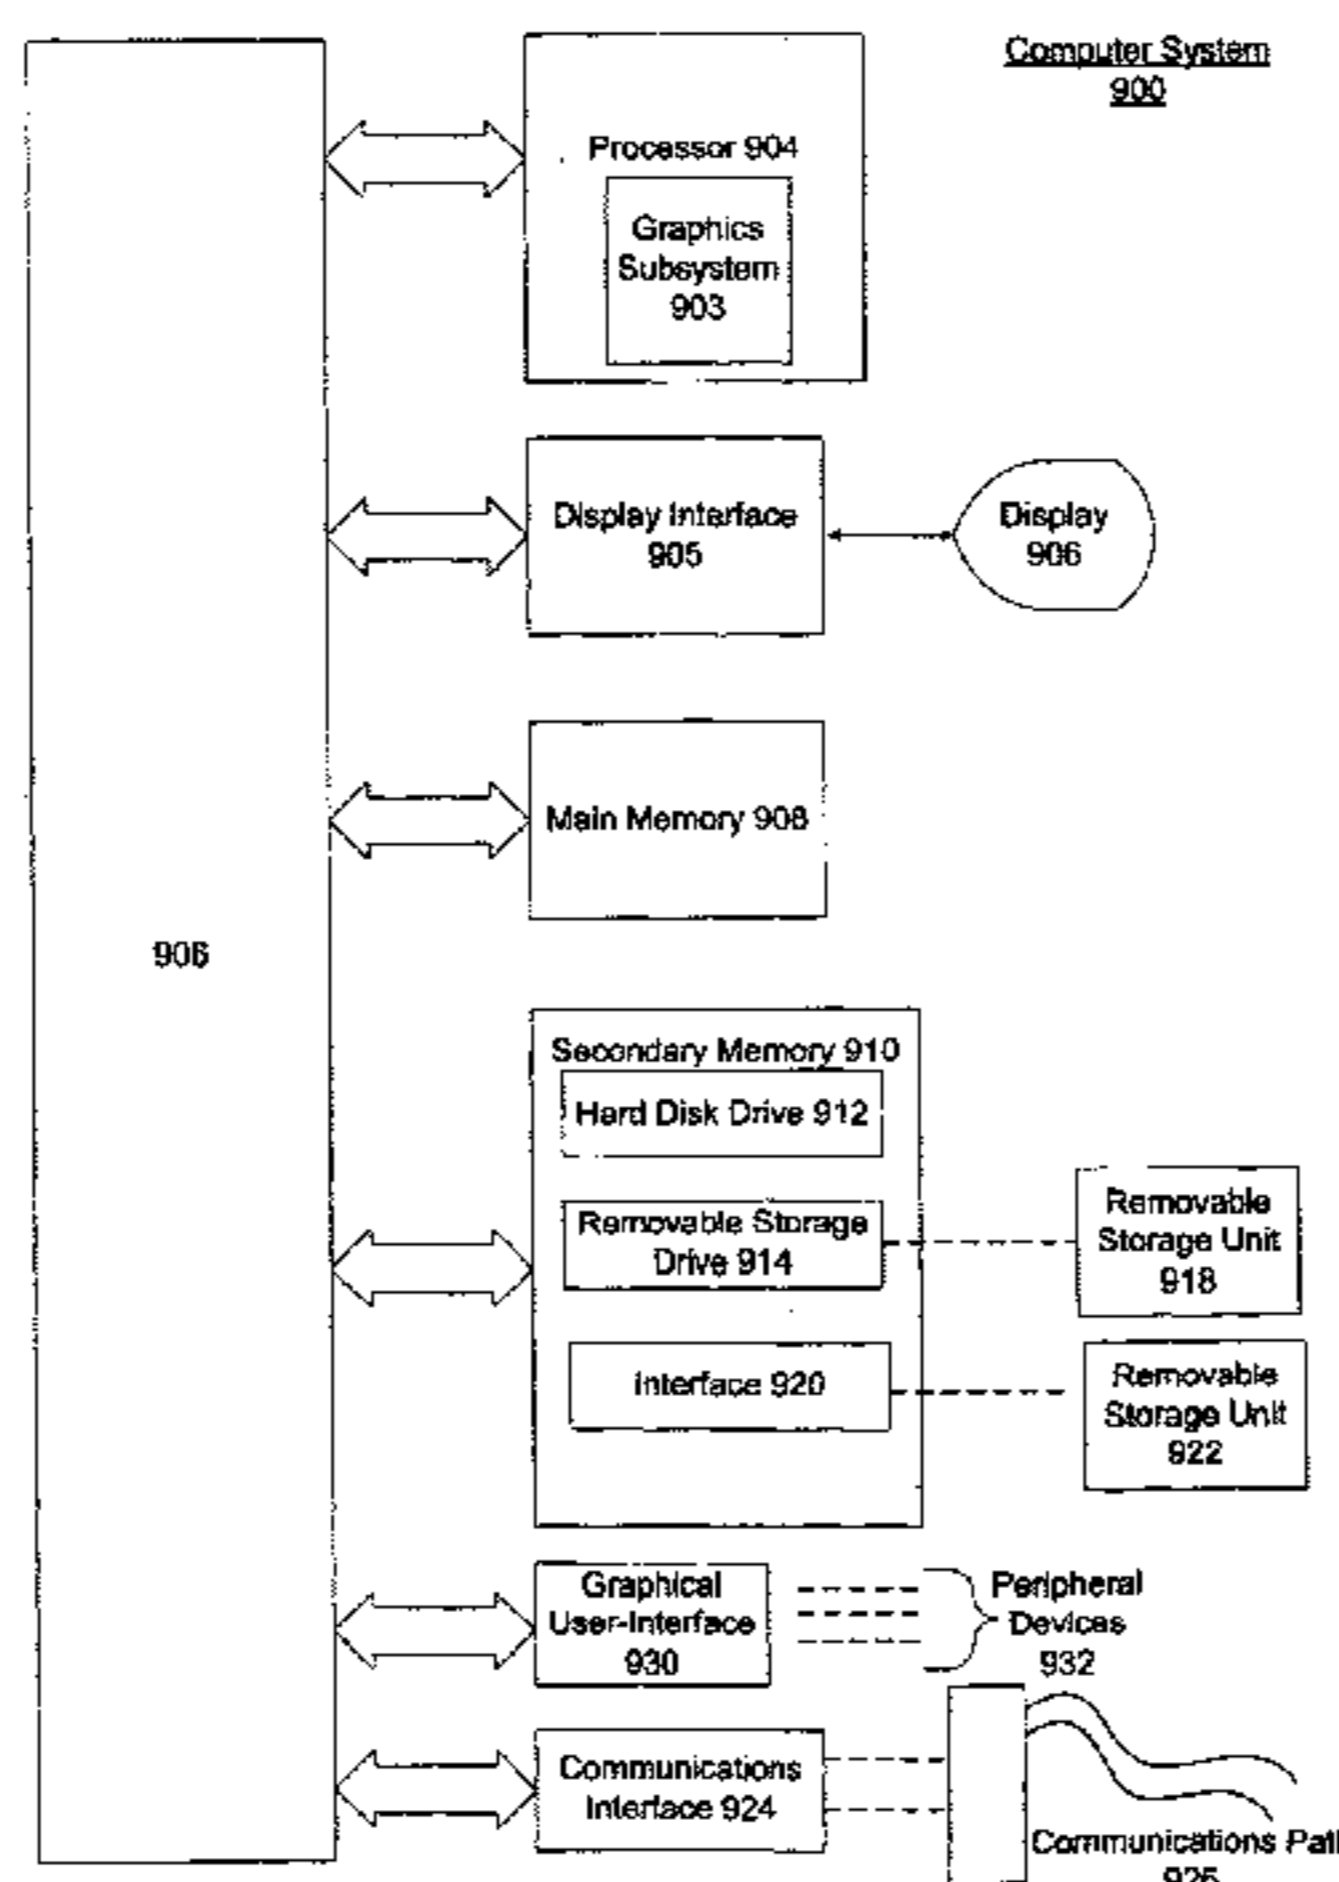 Computer System
900
Processor 904
Graphics
Subsystem
903
Display Interface
905
Display
906
Main Memory 908
906
Secondary Memory 910
Hard Disk Drive 912
Removable Storage
Drive 914
Removable
Storage Unit
918
Interface 920
Removable
Storage Unit
922
Graphical
User-Interface
930
Peripheral
Devices
932
Communications
Interface 924
Communications